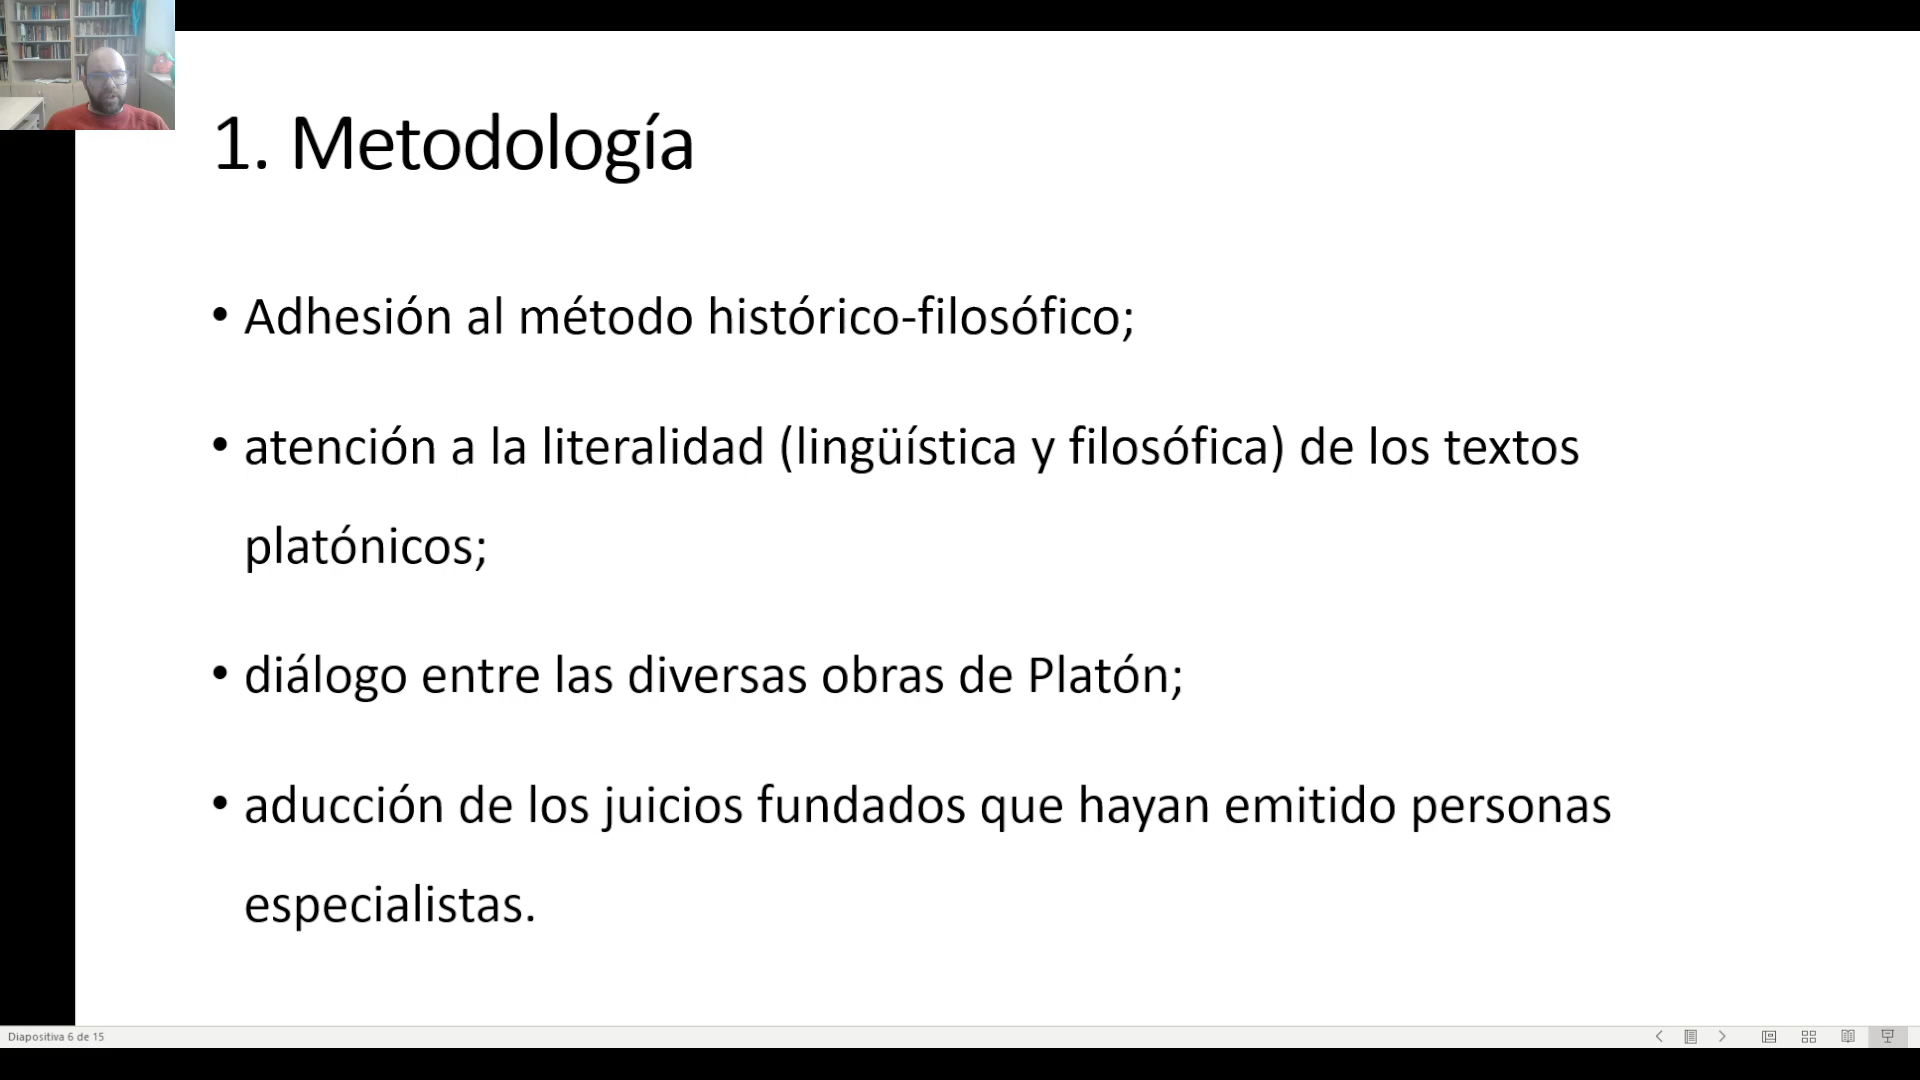 1. Metodología
• Adhesión al método histórico-filosófico;
• atención a la literalidad (lingüística y filosófica) de los textos
platónicos;
• diálogo entre las diversas obras de Platón;
• aducción de los juicios fundados que hayan emitido personas
especialistas.
Diapositiva 6 de 15